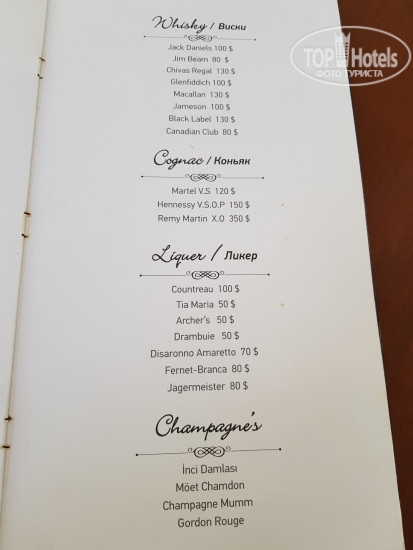 TOP Hotels
ФОТО ТУРИСТА
Whisky / Виски
Jack Daniels 100 $
Jim Beam 80 $
Chivas Regal 130 $
Glenfiddich 100 $
Macallan 130 $
Jameson 100 $
Black Label 130 $
Canadian Club 80 $
Cognac / Коньяк
Martel V.S 120 $
Hennessy V.S.O.P 150 $
Remy Martin X.O 350 $
Liquer / Ликер
Countreau 100 $
Tia Maria 50 $
Archer's 50 $
Drambuie 50 $
Disaronno Amaretto 70 $
Fernet-Branca 80 $
Jagermeister 80 $
Champagne's
İnci Damlası
Möet Chamdon
Champagne Mumm
Gordon Rouge